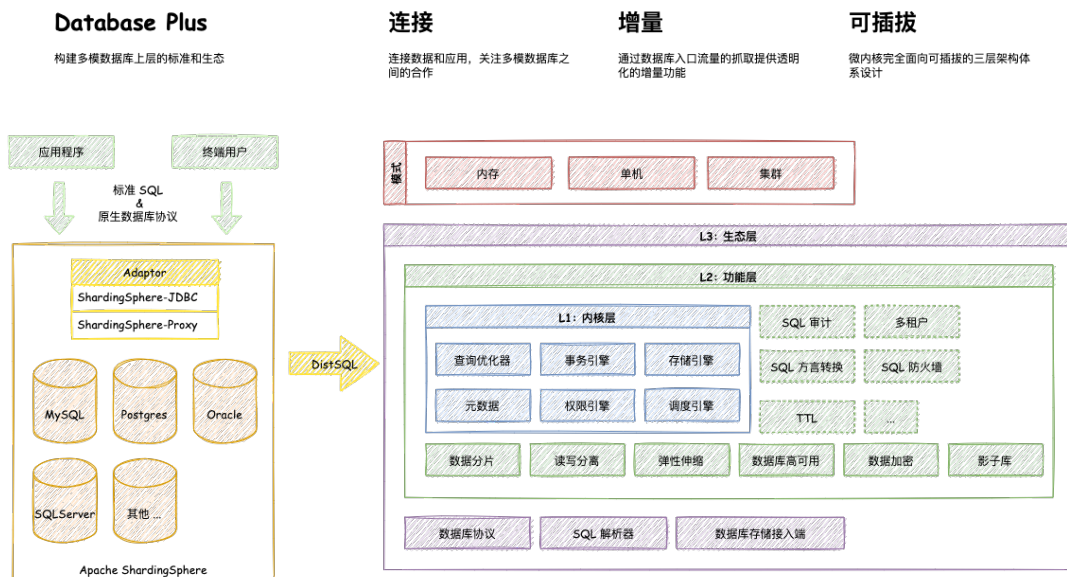 Database Plus
构建多模数据库上层的标准和生态
连接
连接数据和应用，关注多模数据库之
间的合作
增量
通过数据库入口流量的抓取提供透明
化的增量功能
可插拔
微内核完全面向可插拔的三层架构体
系设计
应用程序
终端用户
标准 SQL
&
原生数据库协议
Adaptor
ShardingSphere-JDBC
ShardingSphere-Proxy
MySQL
Postgres
Oracle
SQLServer
其他 ...
Apache ShardingSphere
DistSQL
模式
内存
单机
集群
L3: 生态层
L2: 功能层
L1: 内核层
查询优化器
事务引擎
存储引擎
元数据
权限引擎
调度引擎
SQL 审计
多租户
SQL 方言转换
SQL 防火墙
TTL
...
数据分片
读写分离
弹性伸缩
数据库高可用
数据加密
影子库
数据库协议
SQL 解析器
数据库存储接入端